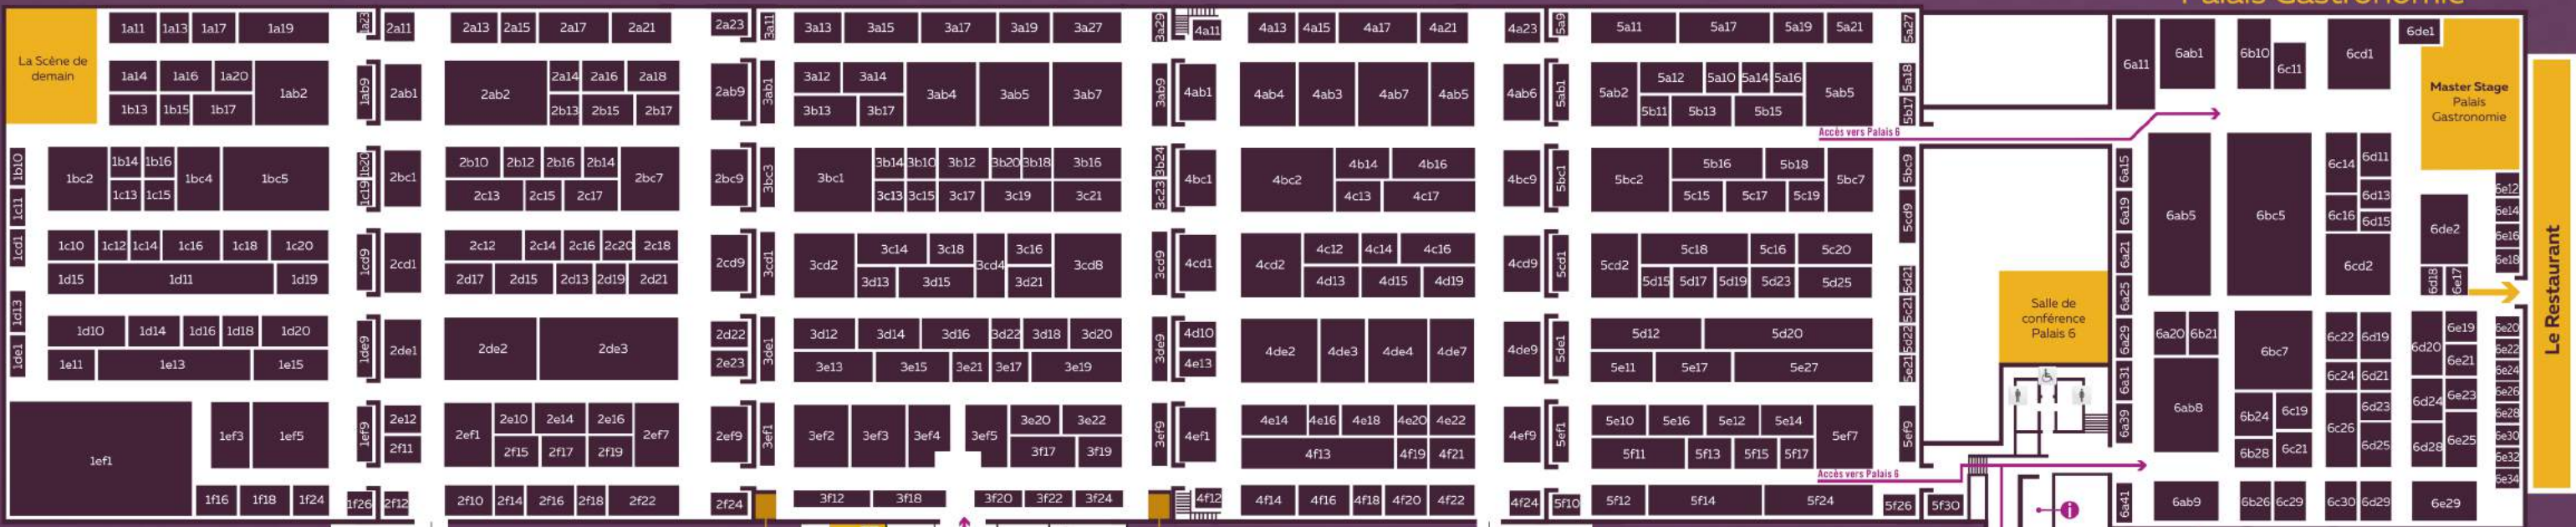 Palais Gastronomie
La Scène de
demain
1a11 1a13 1a17 1a19 1a23 2a11 2a13 2a15 2a17 2a21 2a23 3a11 3a13 3a15 3a17 3a19 3a27 3a29 4a11 4a13 4a15 4a17 4a21 4a23 5a9 5a11 5a17 5a19 5a21 5a27 6a11 6ab1 6b10 6c11 6cd1 6de1
1a14 1a16 1a20 1ab2 1ab9 2ab1 2ab2 2a14 2a16 2a18 2ab9 3ab1 3a12 3a14 3ab4 3ab5 3ab7 3ab9 4ab1 4ab4 4ab3 4ab7 4ab5 4ab6 5ab1 5ab2 5a12 5a10 5a14 5a16 5ab5 5a18
1b13 1b15 1b17 2b13 2b15 2b17 3b13 3b17 5b11 5b13 5b15 5b17
Master Stage
Palais
Gastronomie
Accès vers Palais 6
1b10 1bc2 1b14 1b16 1bc4 1bc5 1b20 2bc1 2b10 2b12 2b16 2b14 2bc7 2bc9 3bc3 3bc1 3b14 3b10 3b12 3b20 3b18 3b16 3b24 4bc1 4bc2 4b14 4b16 4bc9 5bc1 5bc2 5b16 5b18 5bc7 5bc9 6a15 6ab5 6bc5 6c14 6d11
1c11 1c13 1c15 1c19 2c13 2c15 2c17 3c13 3c15 3c17 3c19 3c21 3c23 4c13 4c17 5c15 5c17 5c19 5cd9 6a19 6c16 6d13 6d15 6de2 6e12 6e14 6e16 6e18
1cd1 1c10 1c12 1c14 1c16 1c18 1c20 1cd9 2cd1 2c12 2c14 2c16 2c20 2c18 2cd9 3cd1 3cd2 3c14 3c18 3cd4 3c16 3cd8 3cd9 4cd1 4cd2 4c12 4c14 4c16 4cd9 5cd1 5cd2 5c18 5c16 5c20 6a21 6cd2
1d15 1d11 1d19 2d17 2d15 2d13 2d19 2d21 3d13 3d15 3d21 4d13 4d15 4d19 5d15 5d17 5d19 5d23 5d25 5d21 6a25 6d18 6e17
Le Restaurant
Salle de
conférence
Palais 6
1d13 1d10 1d14 1d16 1d18 1d20 1de9 2de1 2de2 2de3 2d22 3de1 3d12 3d14 3d16 3d22 3d18 3d20 3de9 4d10 4de2 4de3 4de4 4de7 4de9 5de1 5d12 5d20 5c21 5d22 6a29 6a20 6b21 6bc7 6c22 6d19 6d20 6e19 6e20
1de1 1e11 1e13 1e15 2e23 3e13 3e15 3e21 3e17 3e19 4e13 5e11 5e17 5e27 5e21 6a31 6c24 6d21 6e21 6e22 6e24
1ef1 1ef3 1ef5 1ef9 2e12 2ef1 2e10 2e14 2e16 2ef7 2ef9 3ef1 3ef2 3ef3 3ef4 3ef5 3e20 3e22 3ef9 4ef1 4e14 4e16 4e18 4e20 4e22 4ef9 5ef1 5e10 5e16 5e12 5e14 5ef7 5ef9 6a39 6ab8 6b24 6c19 6c26 6d23 6d24 6e23 6e26 6e28
2f11 2f15 2f17 2f19 3f17 3f19 4f13 4f19 4f21 5f11 5f13 5f15 5f17 6b28 6c21 6d25 6d28 6e25 6e30 6e32 6e34
Accès vers Palais 6
1f16 1f18 1f24 1f26 2f12 2f10 2f14 2f16 2f18 2f22 2f24 3f12 3f18 3f20 3f22 3f24 4f12 4f14 4f16 4f18 4f20 4f22 4f24 5f10 5f12 5f14 5f24 5f26 5f30 6a41 6ab9 6b26 6c29 6c30 6d29 6e29
i